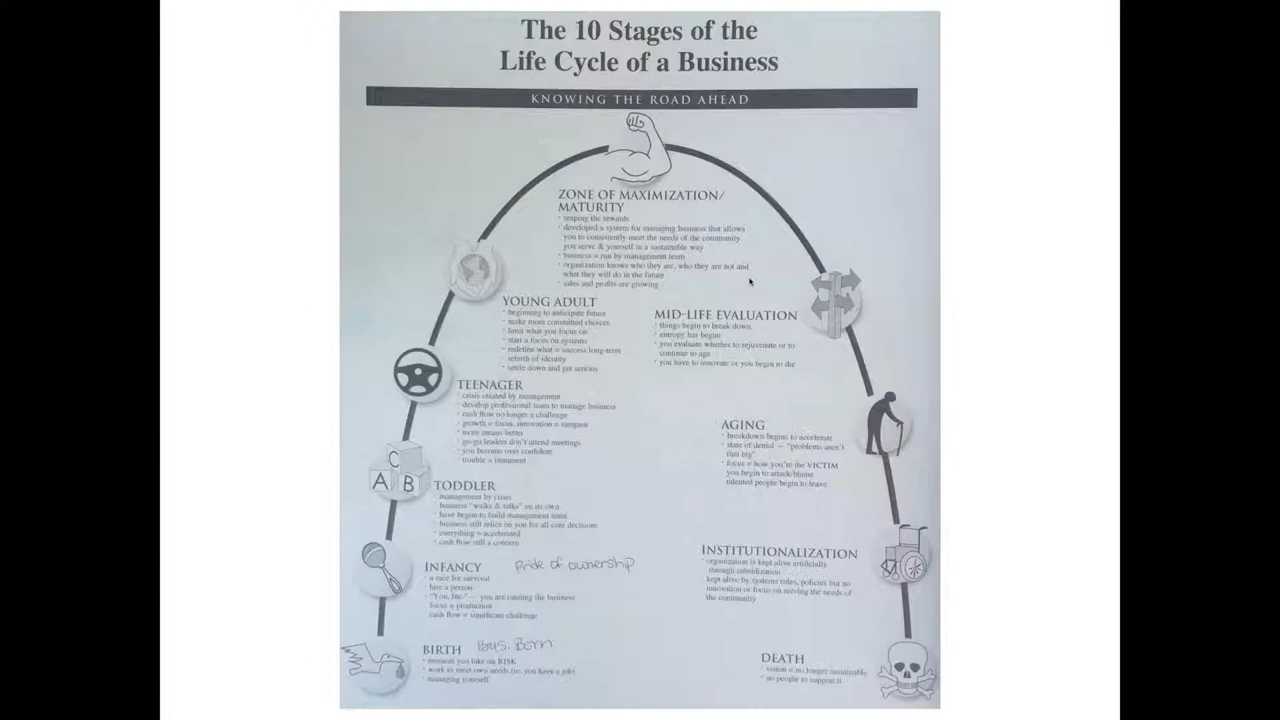 The 10 Stages of the
Life Cycle of a Business
KNOWING THE ROAD AHEAD
ZONE OF MAXIMIZATION/
MATURITY
· reaping the rewards
· developed a system for managing business that allows
you to consistently meet the needs of the community
you serve & yourself in a sustainable way
· business = run by management team
· organization knows who they are, who they are not and
what they will do in the future
· sales and profits are growing
YOUNG ADULT
· beginning to anticipate future
· make more committed choices
· limit what you focus on
· start a focus on systems
· redefine what = success long-term
· rebirth of identity
· settle down and get serious
MID-LIFE EVALUATION
· things begin to break down
· entropy has begun
· you evaluate whether to rejuvenate or to
continue to age
· you have to innovate or you begin to die
TEENAGER
· crisis created by management
· develop professional team to manage business
· cash flow no longer a challenge
· growth = focus, innovation = rampant
· more means better
· go-go leaders don't attend meetings
· you become over confident
· trouble = imminent
AGING
· breakdown begins to accelerate
· state of denial — "problems aren't
that big"
· focus = how you're the VICTIM
· you begin to attack/blame
· talented people begin to leave
C
A B
TODDLER
· management by crises
· business "walks & talks" on its own
· have begun to build management team
· business still relies on you for all core decisions
· everything = accelerated
· cash flow still a concern
INFANCY pride of ownership
· a race for survival
· hire a person
· "You, Inc." — you are running the business
· focus = production
· cash flow = significant challenge
INSTITUTIONALIZATION
· organization is kept alive artificially
through subsidization
· kept alive by systems rules, policies but no
innovation or focus on serving the needs of
the community
BIRTH Bus. Born
· moment you take on RISK
· work to meet own needs (i.e. you have a job)
· managing yourself
DEATH
· vision = no longer sustainable
· no people to support it